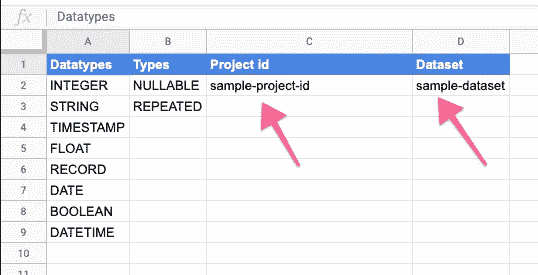 fx Datatypes
A B C D
1 Datatypes Types Project id Dataset
2 INTEGER NULLABLE sample-project-id sample-dataset
3 STRING REPEATED
4 TIMESTAMP
5 FLOAT
6 RECORD
7 DATE
8 BOOLEAN
9 DATETIME
10
11